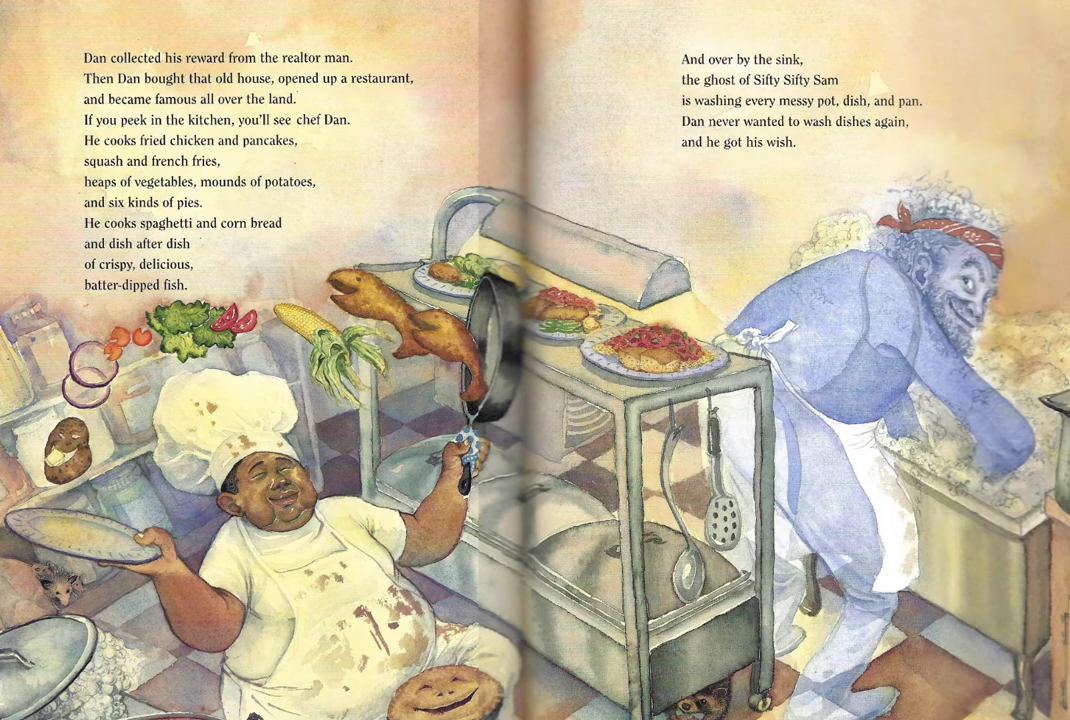 Dan collected his reward from the realtor man.
Then Dan bought that old house, opened up a restaurant,
and became famous all over the land.
If you peek in the kitchen, you'll see chef Dan.
He cooks fried chicken and pancakes,
squash and french fries,
heaps of vegetables, mounds of potatoes,
and six kinds of pies.
He cooks spaghetti and corn bread
and dish after dish
of crispy, delicious,
batter-dipped fish.
And over by the sink,
the ghost of Sifty Sifty Sam
is washing every messy pot, dish, and pan.
Dan never wanted to wash dishes again,
and he got his wish.